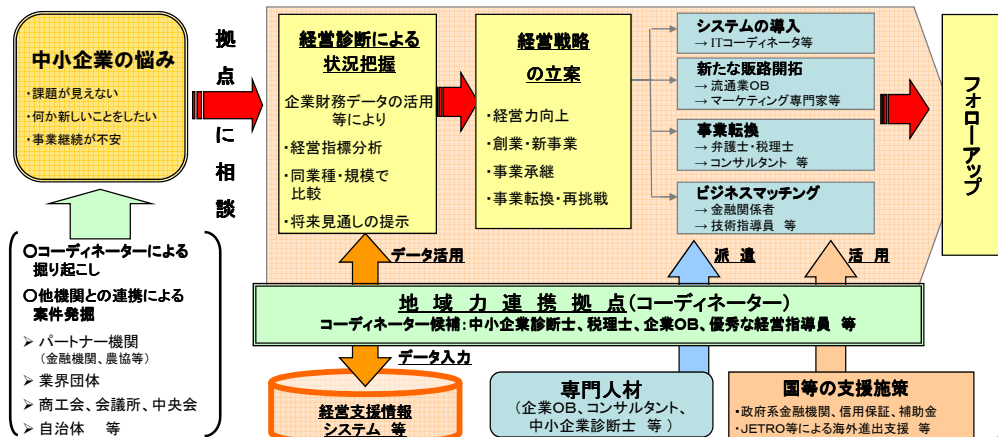 中小企業の悩み
・課題が見えない
・何か新しいことをしたい
・事業継続が不安
拠点に相談
経営診断による
状況把握
企業財務データの活用
等により
・経営指標分析
・同業種・規模で
比較
・将来見通しの提示
経営戦略
の立案
・経営力向上
・創業・新事業
・事業承継
・事業転換・再挑戦
システムの導入
→ ITコーディネータ等
新たな販路開拓
→ 流通業OB
→ マーケティング専門家等
事業転換
→ 弁護士・税理士
→ コンサルタント 等
ビジネスマッチング
→ 金融関係者
→ 技術指導員 等
フォローアップ
○コーディネーターによる
掘り起こし
○他機関との連携による
案件発掘
➢ パートナー機関
(金融機関、農協等)
➢ 業界団体
➢ 商工会、会議所、中央会
➢ 自治体 等
データ活用
派遣
活用
地域力連携拠点(コーディネーター)
コーディネーター候補:中小企業診断士、税理士、企業OB、優秀な経営指導員 等
データ入力
経営支援情報
システム 等
専門人材
(企業OB、コンサルタント、
中小企業診断士 等)
国等の支援施策
・政府系金融機関、信用保証、補助金
・JETRO等による海外進出支援 等